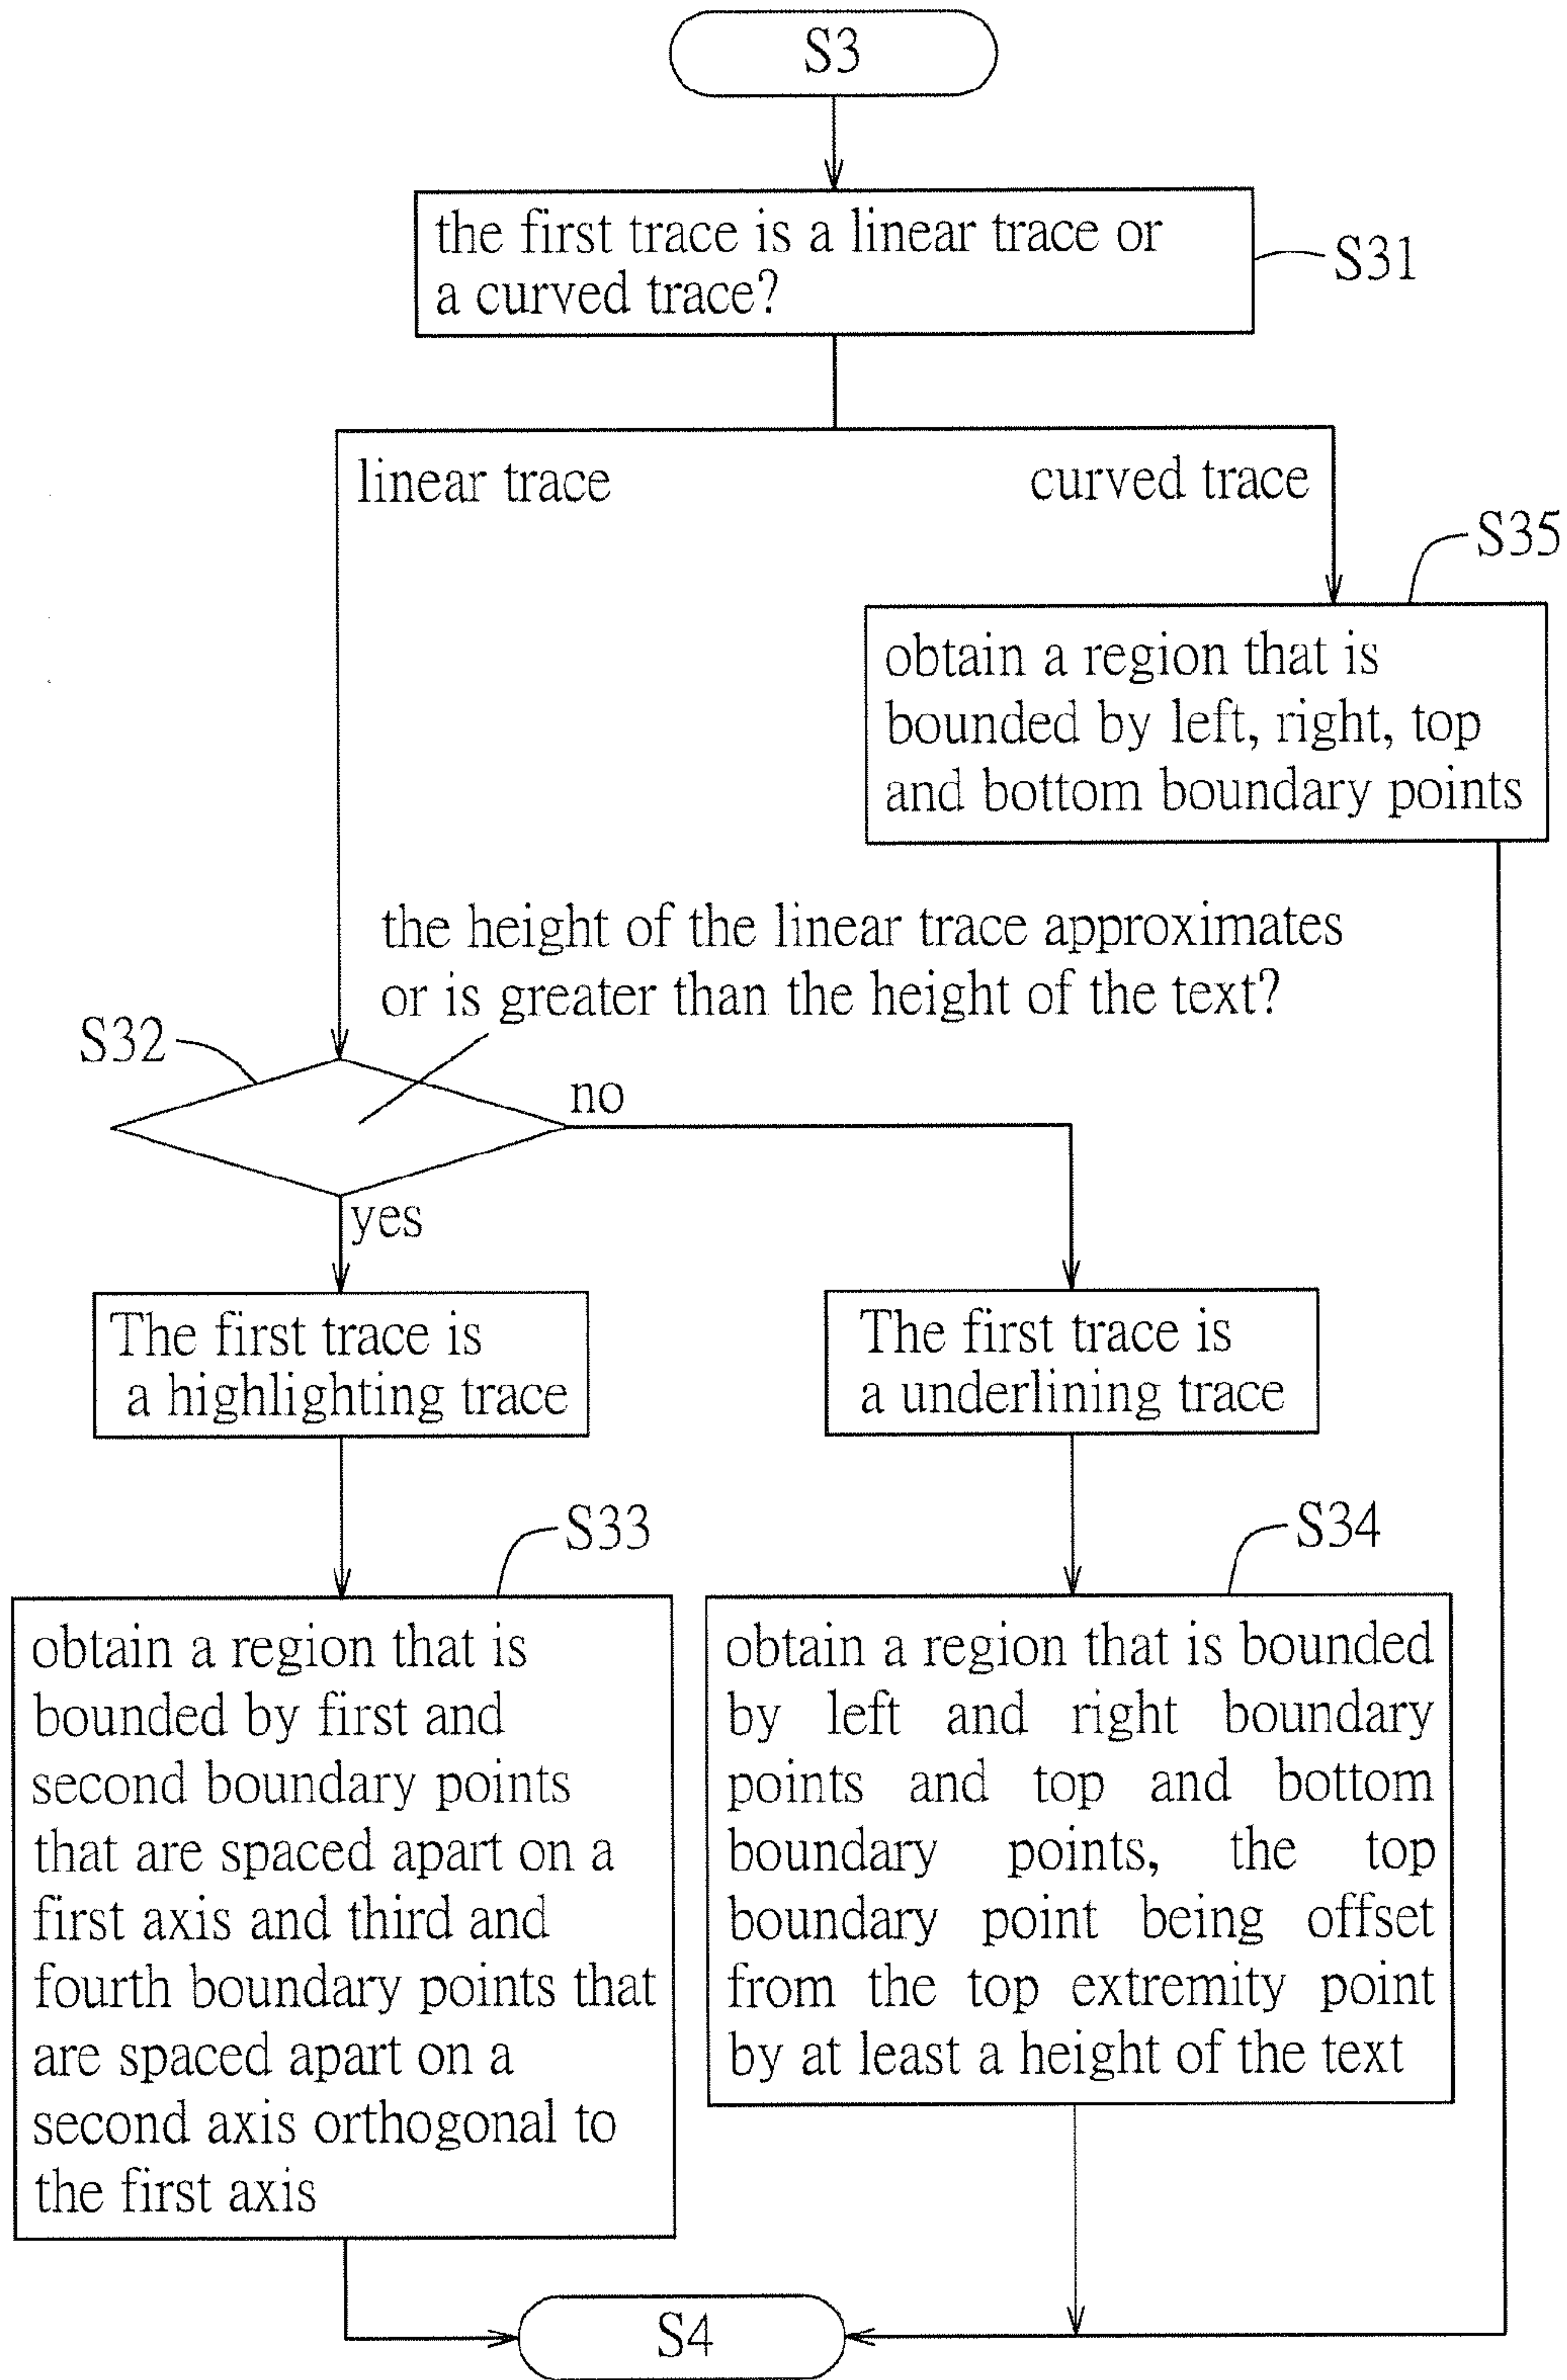 S3
the first trace is a linear trace or
a curved trace?
S31
linear trace
curved trace
S35
obtain a region that is
bounded by left, right, top
and bottom boundary points
the height of the linear trace approximates
or is greater than the height of the text?
S32
no
yes
The first trace is
a highlighting trace
The first trace is
a underlining trace
S33
S34
obtain a region that is
bounded by first and
second boundary points
that are spaced apart on a
first axis and third and
fourth boundary points that
are spaced apart on a
second axis orthogonal to
the first axis
obtain a region that is bounded
by left and right boundary
points and top and bottom
boundary points, the top
boundary point being offset
from the top extremity point
by at least a height of the text
S4